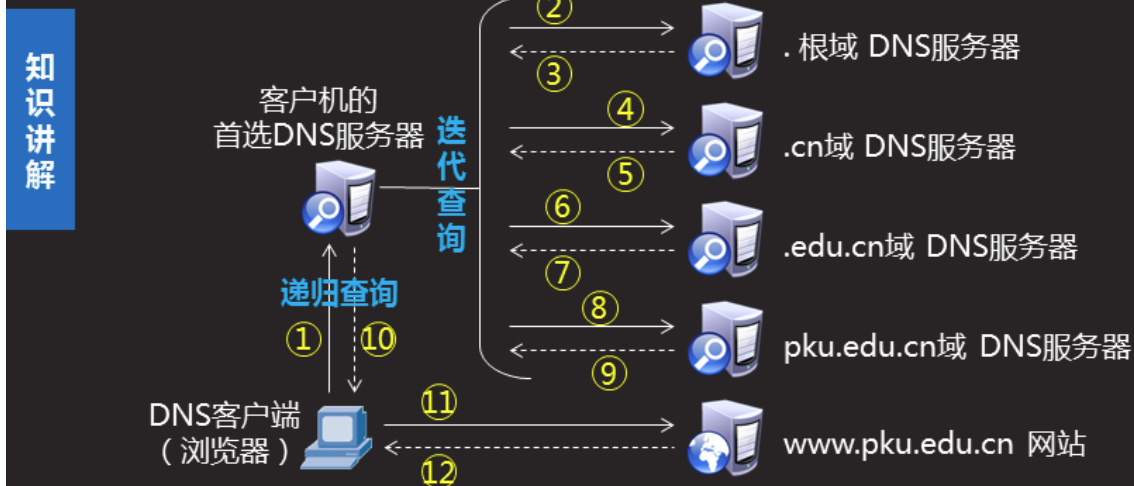 知识讲解
②
. 根域 DNS服务器
③
客户机的
首选DNS服务器
迭代查询
④
.cn域 DNS服务器
⑤
⑥
.edu.cn域 DNS服务器
⑦
递归查询
①
⑩
⑧
pku.edu.cn域 DNS服务器
⑨
DNS客户端
（浏览器）
⑪
www.pku.edu.cn 网站
⑫